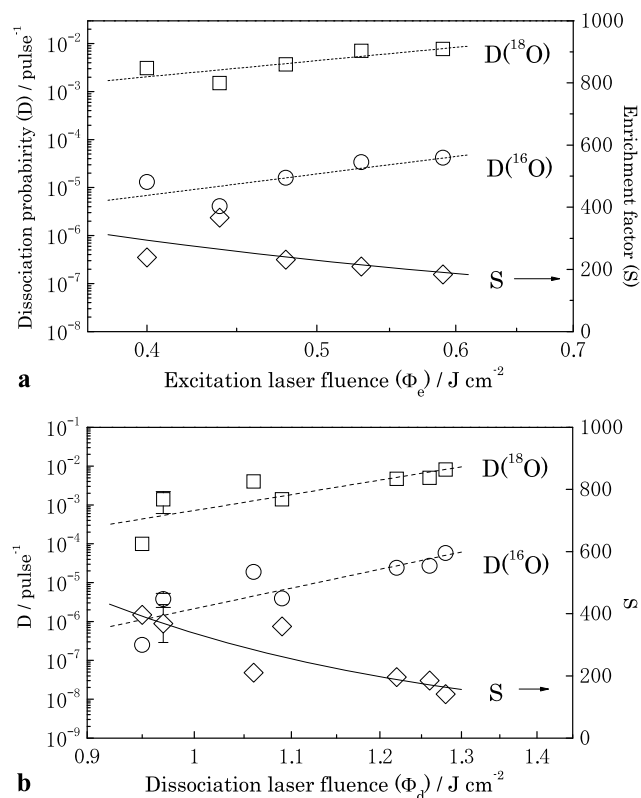 10⁻² 1000
D(¹⁸O)
10⁻³ 800
10⁻⁴ 600
D(¹⁶O)
10⁻⁵ 400
10⁻⁶
S
200
10⁻⁷
10⁻⁸ 0
Dissociation probabirity (D) / pulse⁻¹
Enrichment factor (S)
0.4 0.5 0.6 0.7
a Excitation laser fluence (Φₑ) / J cm⁻²
10⁻¹ 1000
10⁻² D(¹⁸O)
800
10⁻³
10⁻⁴ 600
D(¹⁶O)
10⁻⁵
400
10⁻⁶
10⁻⁷ 200
S
10⁻⁸
10⁻⁹ 0
D / pulse⁻¹
S
0.9 1 1.1 1.2 1.3 1.4
b Dissociation laser fluence (Φ_d) / J cm⁻²